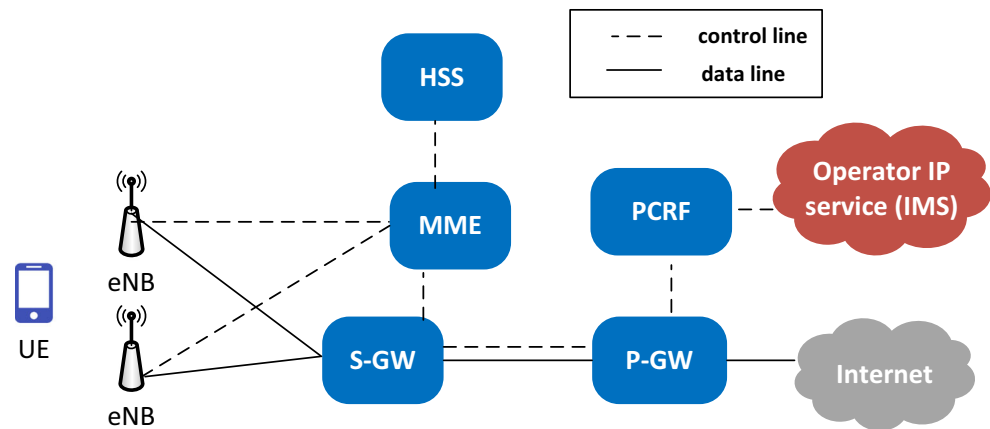 control line
data line
HSS
Operator IP
service (IMS)
MME
PCRF
eNB
UE
S-GW
P-GW
Internet
eNB